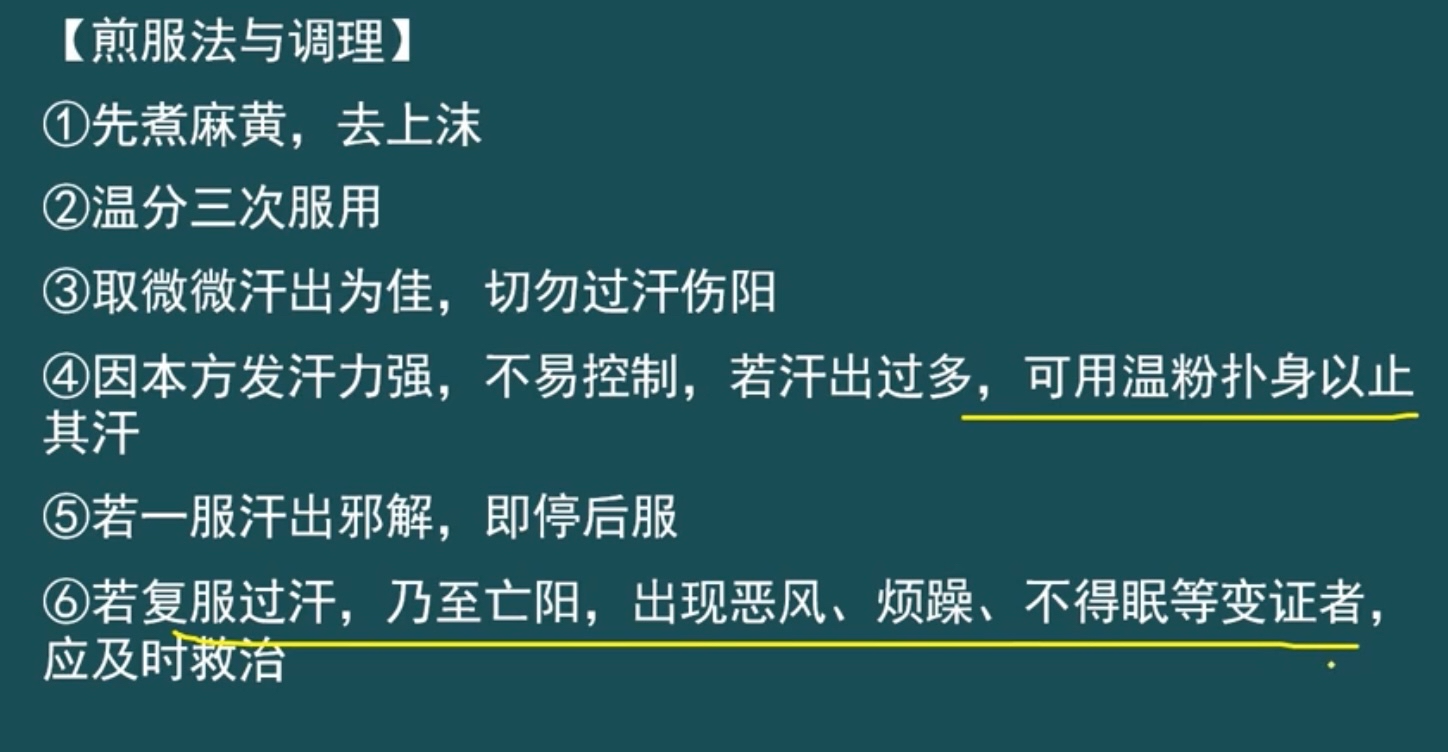 【煎服法与调理】
①先煮麻黄，去上沫
②温分三次服用
③取微微汗出为佳，切勿过汗伤阳
④因本方发汗力强，不易控制，若汗出过多，可用温粉扑身以止
其汗
⑤若一服汗出邪解，即停后服
⑥若复服过汗，乃至亡阳，出现恶风、烦躁、不得眠等变证者，
应及时救治